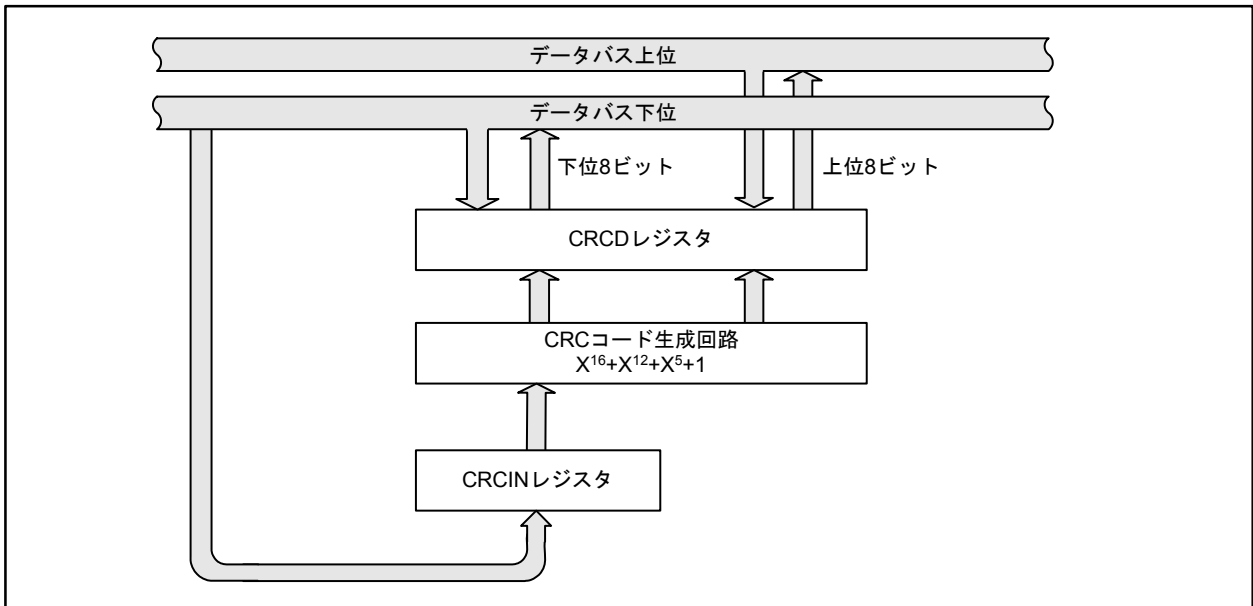 データバス上位
データバス下位
下位8ビット
上位8ビット
CRCDレジスタ
CRCコード生成回路
X¹⁶+X¹²+X⁵+1
CRCINレジスタ